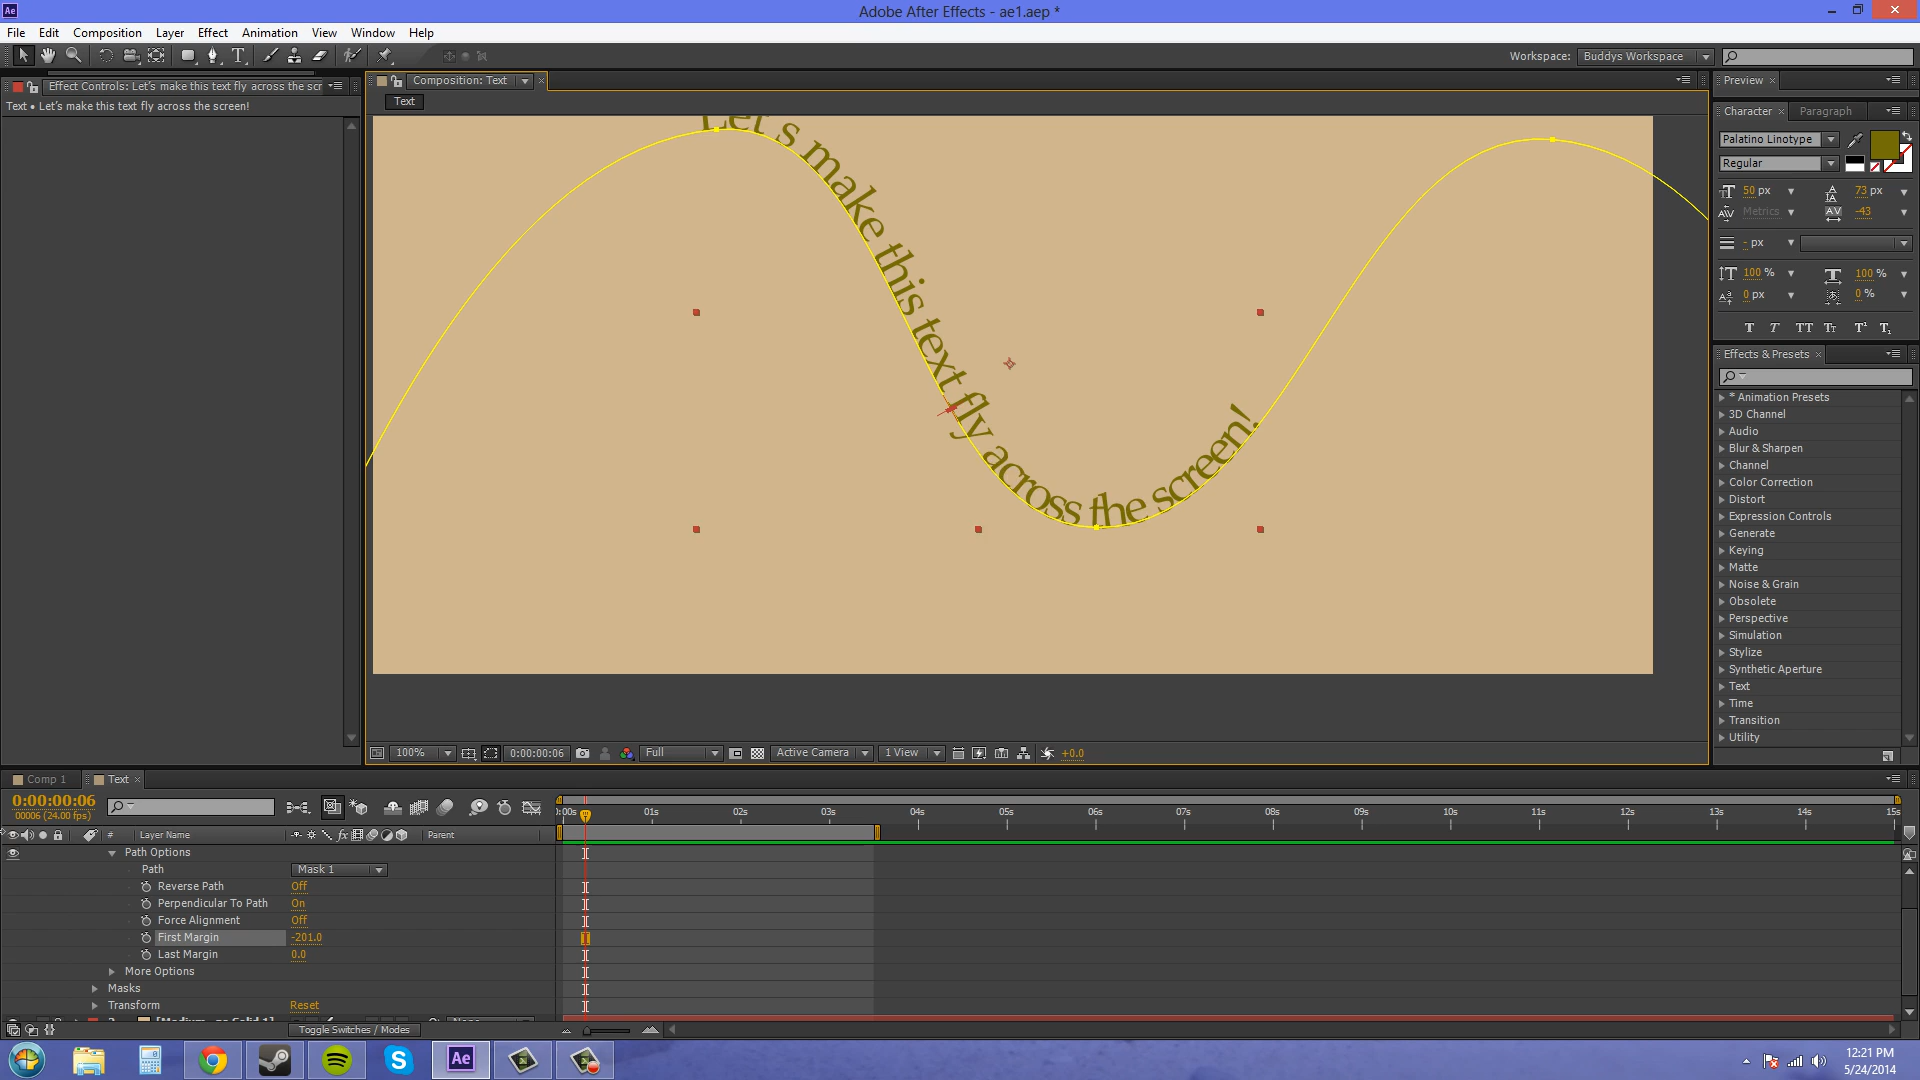 Ae
Adobe After Effects - ae1.aep *
File Edit Composition Layer Effect Animation View Window Help
Workspace: Buddys Workspace
Effect Controls: Let's make this text fly across the scr
Text • Let's make this text fly across the screen!
Composition: Text
Text
Let's make this text fly across the screen!
100% 0:00:00:06 Full Active Camera 1 View +0.0
Preview
Character Paragraph
Palatino Linotype
Regular
50 px 73 px
Metrics -43
- px
100 % 100 %
0 px 0 %
T T TT Tt T¹ T₁
Effects & Presets
* Animation Presets
3D Channel
Audio
Blur & Sharpen
Channel
Color Correction
Distort
Expression Controls
Generate
Keying
Matte
Noise & Grain
Obsolete
Perspective
Simulation
Stylize
Synthetic Aperture
Text
Time
Transition
Utility
Comp 1 Text
0:00:00:06
00006 (24.00 fps)
# Layer Name Parent
:00s 01s 02s 03s 04s 05s 06s 07s 08s 09s 10s 11s 12s 13s 14s 15s
Path Options
Path Mask 1
Reverse Path Off
Perpendicular To Path On
Force Alignment Off
First Margin -201.0
Last Margin 0.0
More Options
Masks
Transform Reset
Toggle Switches / Modes
Ae
12:21 PM
5/24/2014